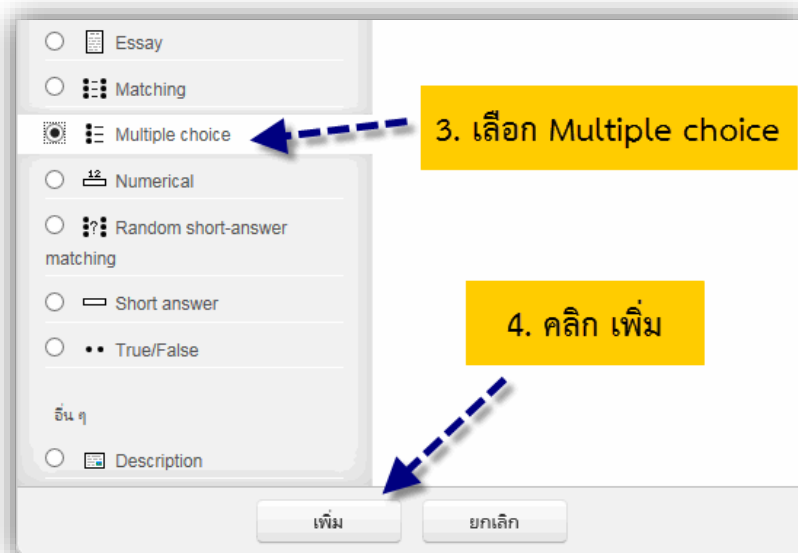 Essay
Matching
Multiple choice
3. เลือก Multiple choice
12
Numerical
? Random short-answer
matching
Short answer
4. คลิก เพิ่ม
True/False
อื่น ๆ
Description
เพิ่ม
ยกเลิก